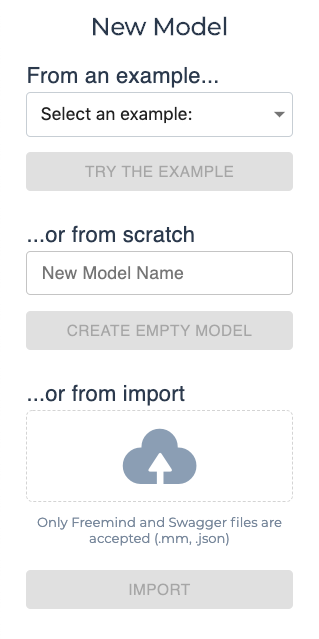 New Model
From an example...
Select an example:
TRY THE EXAMPLE
...or from scratch
New Model Name
CREATE EMPTY MODEL
...or from import
Only Freemind and Swagger files are
accepted (.mm, .json)
IMPORT